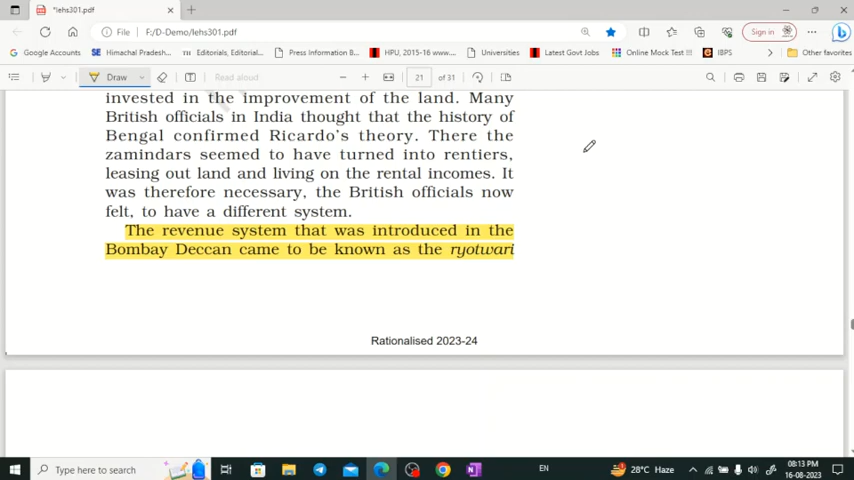 *lehs301.pdf
File
F:/D-Demo/lehs301.pdf
Sign in
Google Accounts
SE Himachal Pradesh...
TH Editorials, Editorial...
Press Information B...
HPU, 2015-16 www....
Universities
Latest Govt Jobs
Online Mock Test !!!
IBPS
Other favorites
Draw
Read aloud
21 of 31
invested in the improvement of the land. Many
British officials in India thought that the history of
Bengal confirmed Ricardo's theory. There the
zamindars seemed to have turned into rentiers,
leasing out land and living on the rental incomes. It
was therefore necessary, the British officials now
felt, to have a different system.
The revenue system that was introduced in the
Bombay Deccan came to be known as the ryotwari
Rationalised 2023-24
Type here to search
EN
28°C Haze
08:13 PM
16-08-2023